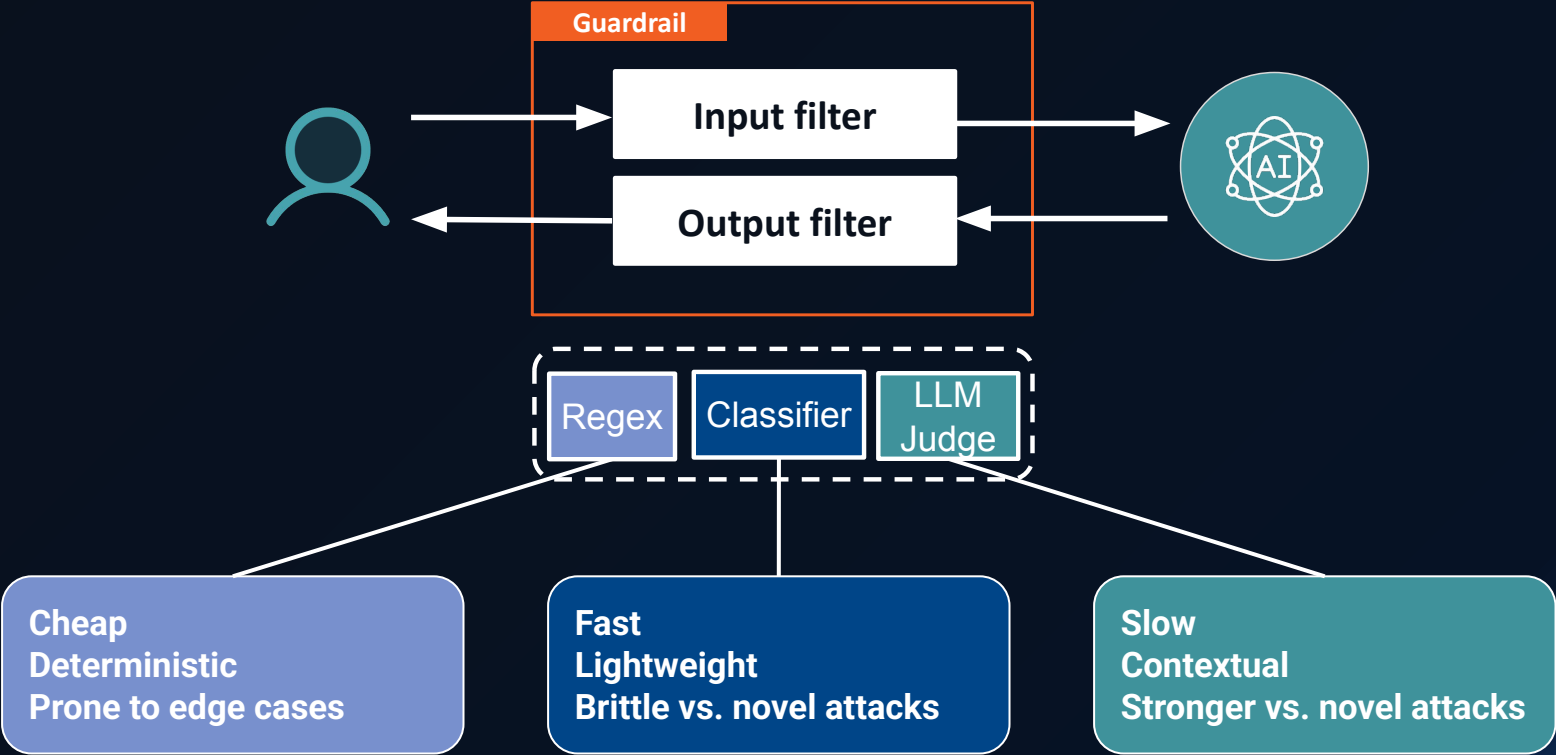 Guardrail
Input filter
AI
Output filter
Regex
Classifier
LLM
Judge
Cheap
Deterministic
Prone to edge cases
Fast
Lightweight
Brittle vs. novel attacks
Slow
Contextual
Stronger vs. novel attacks